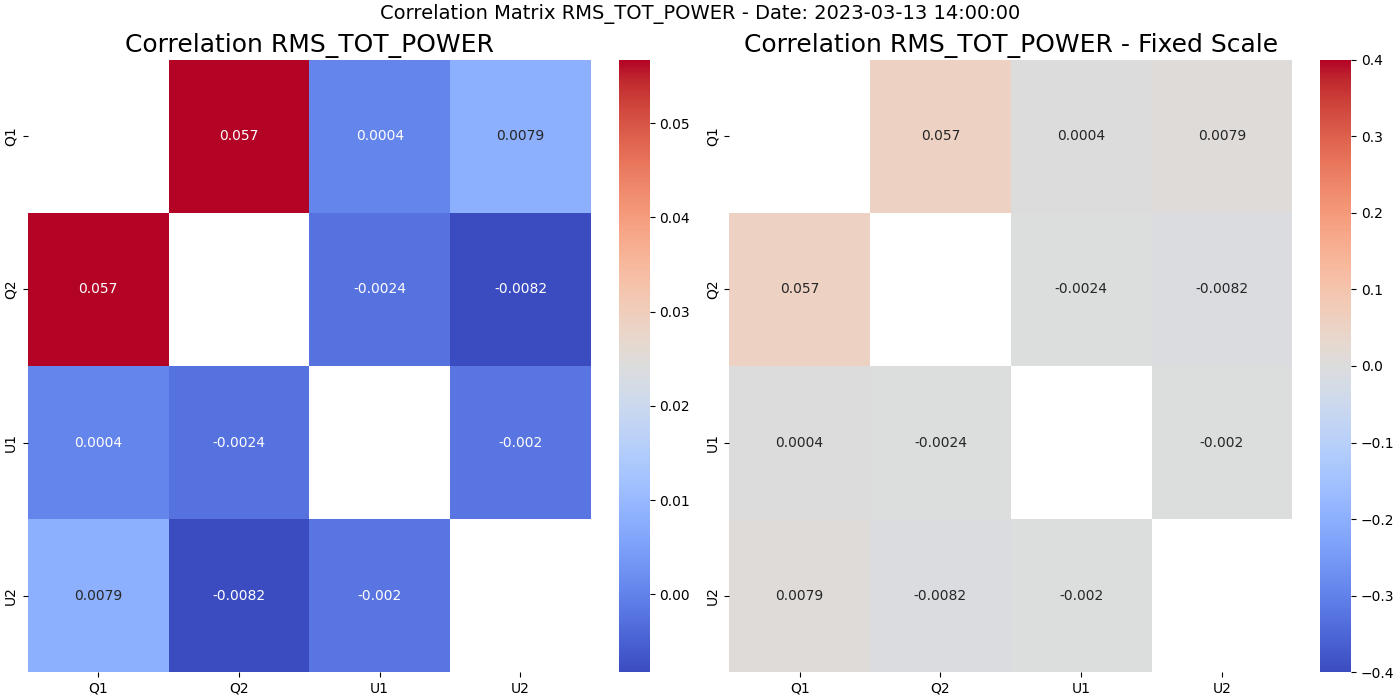 Correlation Matrix RMS_TOT_POWER - Date: 2023-03-13 14:00:00
Correlation RMS_TOT_POWER
Q1
0.057
0.0004
0.0079
Q2
0.057
-0.0024
-0.0082
U1
0.0004
-0.0024
-0.002
U2
0.0079
-0.0082
-0.002
Q1
Q2
U1
U2
0.05
0.04
0.03
0.02
0.01
0.00
Correlation RMS_TOT_POWER - Fixed Scale
Q1
0.057
0.0004
0.0079
Q2
0.057
-0.0024
-0.0082
U1
0.0004
-0.0024
-0.002
U2
0.0079
-0.0082
-0.002
Q1
Q2
U1
U2
0.4
0.3
0.2
0.1
0.0
−0.1
−0.2
−0.3
−0.4